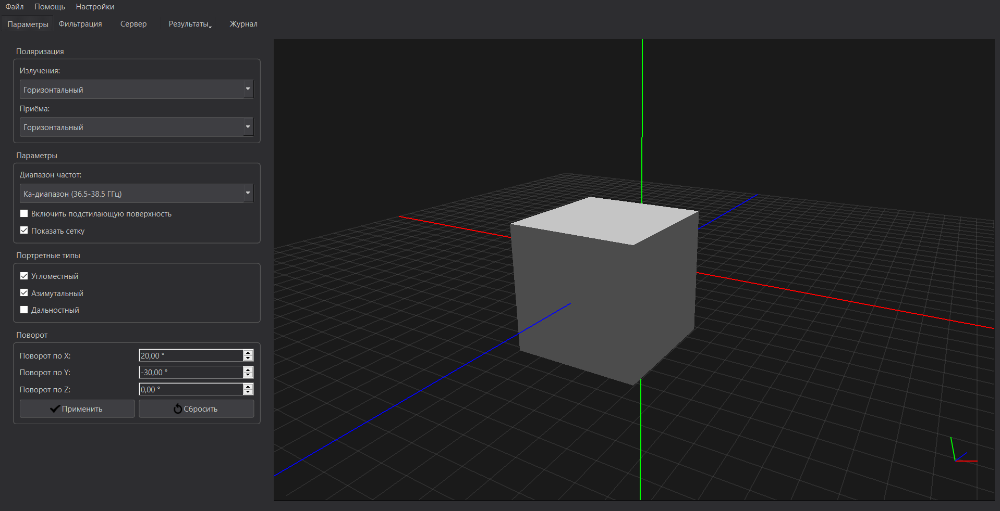 Файл Помощь Настройки
Параметры Фильтрация Сервер Результаты Журнал
Поляризация
Излучения:
Горизонтальный
Приёма:
Горизонтальный
Параметры
Диапазон частот:
Ка-диапазон (36.5-38.5 ГГц)
Включить подстилающую поверхность
Показать сетку
Портретные типы
Угломестный
Азимутальный
Дальностный
Поворот
Поворот по X: 20,00 °
Поворот по Y: -30,00 °
Поворот по Z: 0,00 °
Применить Сбросить